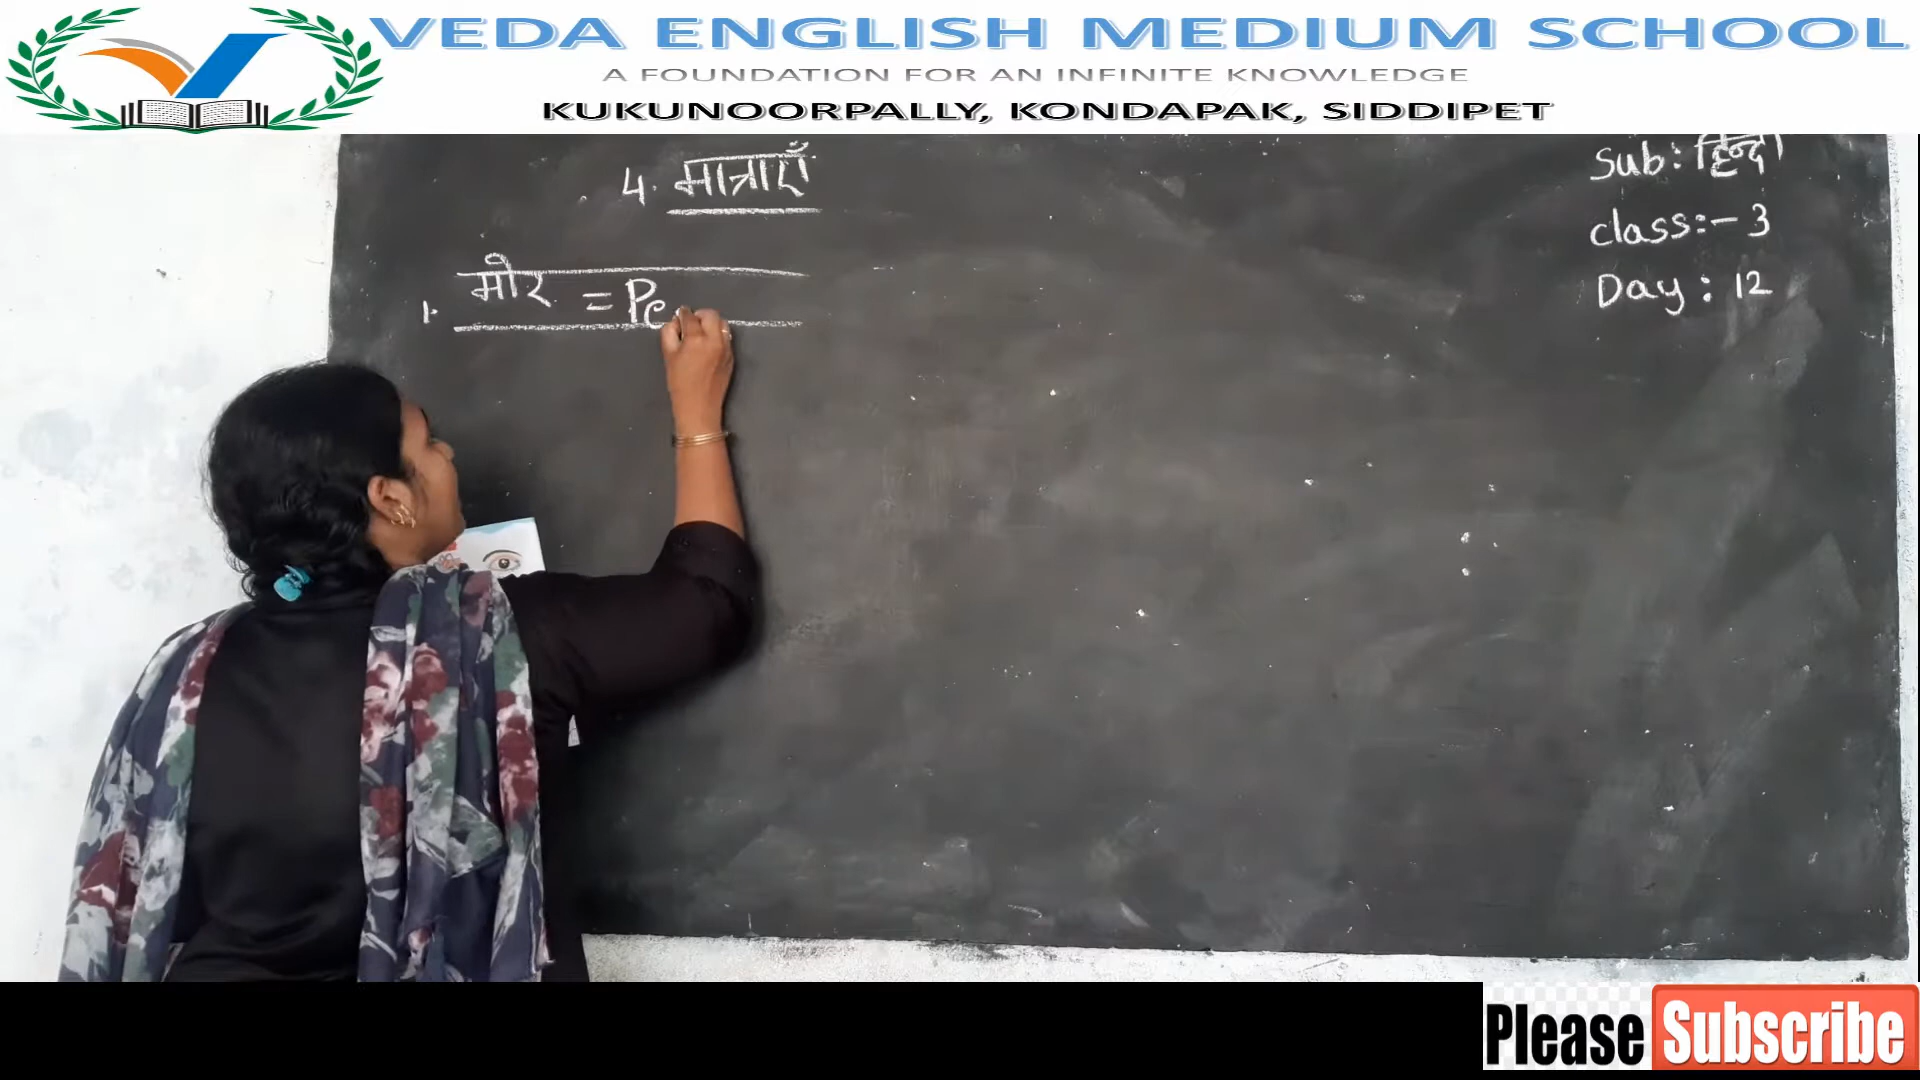 VEDA ENGLISH MEDIUM SCHOOL
A FOUNDATION FOR AN INFINITE KNOWLEDGE
KUKUNOORPALLY, KONDAPAK, SIDDIPET
4. मात्राएँ
Sub: हिन्दी
class:- 3
Day: 12
1. मोर = Pe
Please Subscribe